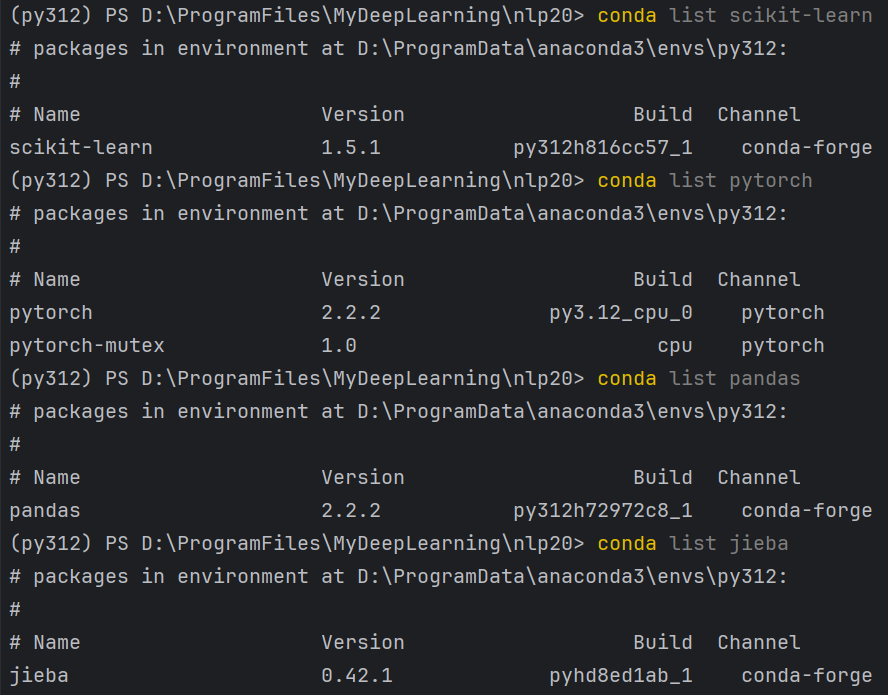 (py312) PS D:\ProgramFiles\MyDeepLearning\nlp20> conda list scikit-learn
# packages in environment at D:\ProgramData\anaconda3\envs\py312:
#
# Name                    Version                   Build  Channel
scikit-learn              1.5.1           py312h816cc57_1    conda-forge
(py312) PS D:\ProgramFiles\MyDeepLearning\nlp20> conda list pytorch
# packages in environment at D:\ProgramData\anaconda3\envs\py312:
#
# Name                    Version                   Build  Channel
pytorch                   2.2.2              py3.12_cpu_0    pytorch
pytorch-mutex             1.0                         cpu    pytorch
(py312) PS D:\ProgramFiles\MyDeepLearning\nlp20> conda list pandas
# packages in environment at D:\ProgramData\anaconda3\envs\py312:
#
# Name                    Version                   Build  Channel
pandas                    2.2.2           py312h72972c8_1    conda-forge
(py312) PS D:\ProgramFiles\MyDeepLearning\nlp20> conda list jieba
# packages in environment at D:\ProgramData\anaconda3\envs\py312:
#
# Name                    Version                   Build  Channel
jieba                     0.42.1             pyhd8ed1ab_1    conda-forge